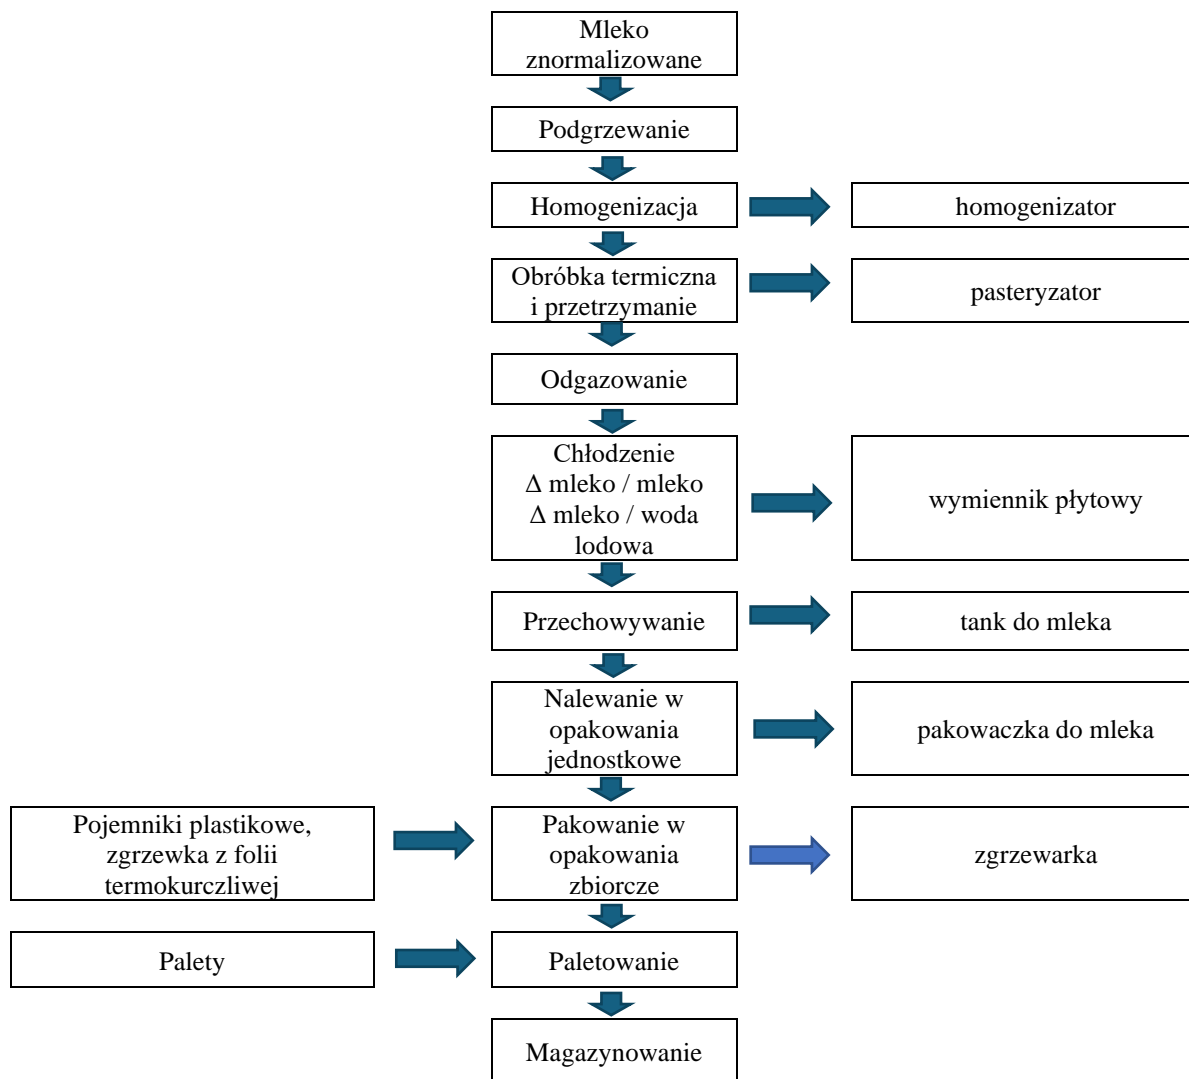 Mleko
znormalizowane
Podgrzewanie
Homogenizacja
homogenizator
Obróbka termiczna
i przetrzymanie
pasteryzator
Odgazowanie
Chłodzenie
Δ mleko / mleko
Δ mleko / woda
lodowa
wymiennik płytowy
Przechowywanie
tank do mleka
Nalewanie w
opakowania
jednostkowe
pakowaczka do mleka
Pojemniki plastikowe,
zgrzewka z folii
termokurczliwej
Pakowanie w
opakowania
zbiorcze
zgrzewarka
Palety
Paletowanie
Magazynowanie